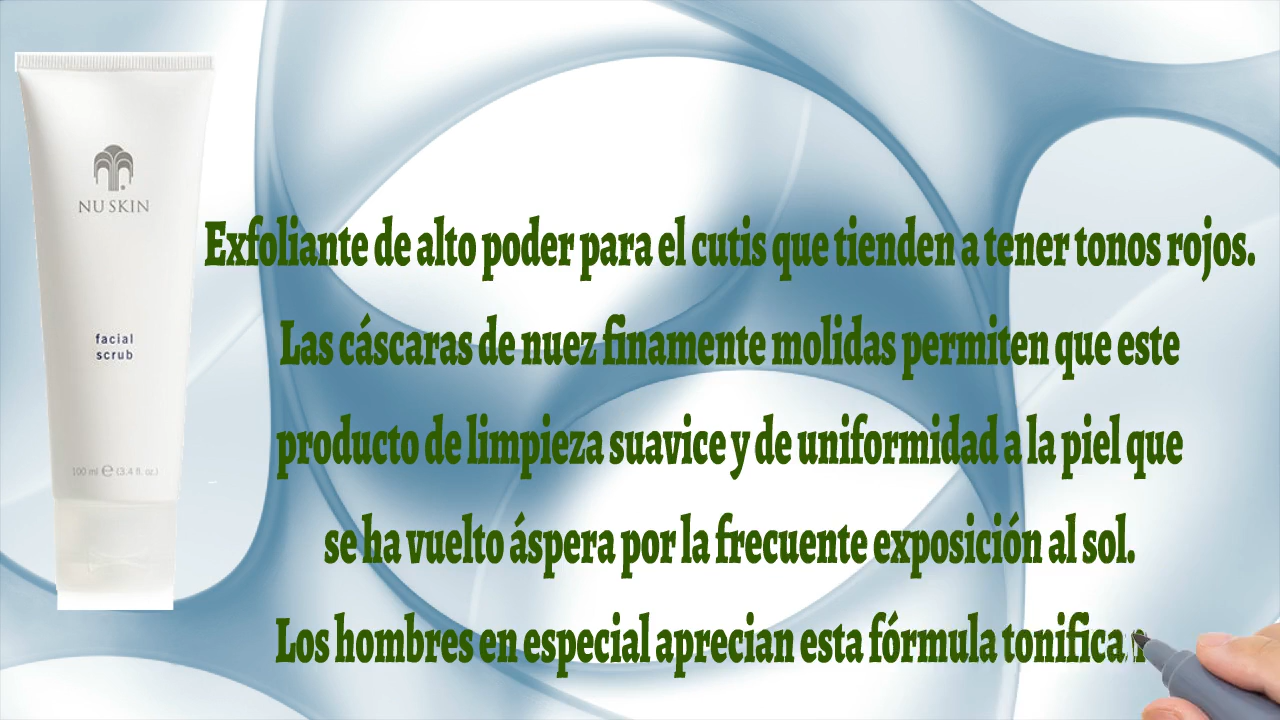 NU SKIN
facial
scrub
100 ml e (3.4 fl. oz.)
Exfoliante de alto poder para el cutis que tienden a tener tonos rojos.
Las cáscaras de nuez finamente molidas permiten que este
producto de limpieza suavice y de uniformidad a la piel que
se ha vuelto áspera por la frecuente exposición al sol.
Los hombres en especial aprecian esta fórmula